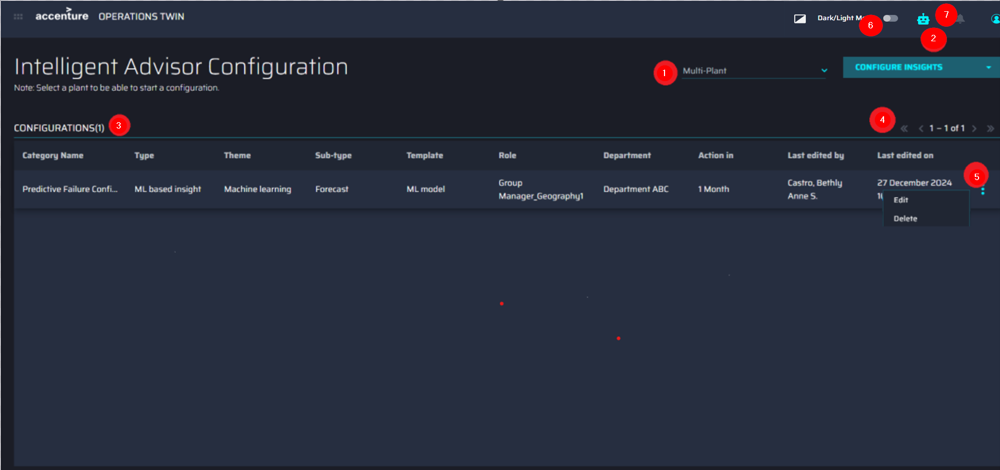 accenture OPERATIONS TWIN
Dark/Light
6
7
2
Intelligent Advisor Configuration
Note: Select a plant to be able to start a configuration.
1
Multi-Plant
CONFIGURE INSIGHTS
CONFIGURATIONS(1)
3
4
1 – 1 of 1
Category Name Type Theme Sub-type Template Role Department Action in Last edited by Last edited on
5
Predictive Failure Confi... ML based insight Machine learning Forecast ML model Group Manager_Geography1 Department ABC 1 Month Castro, Bethly Anne S. 27 December 2024
Edit
Delete